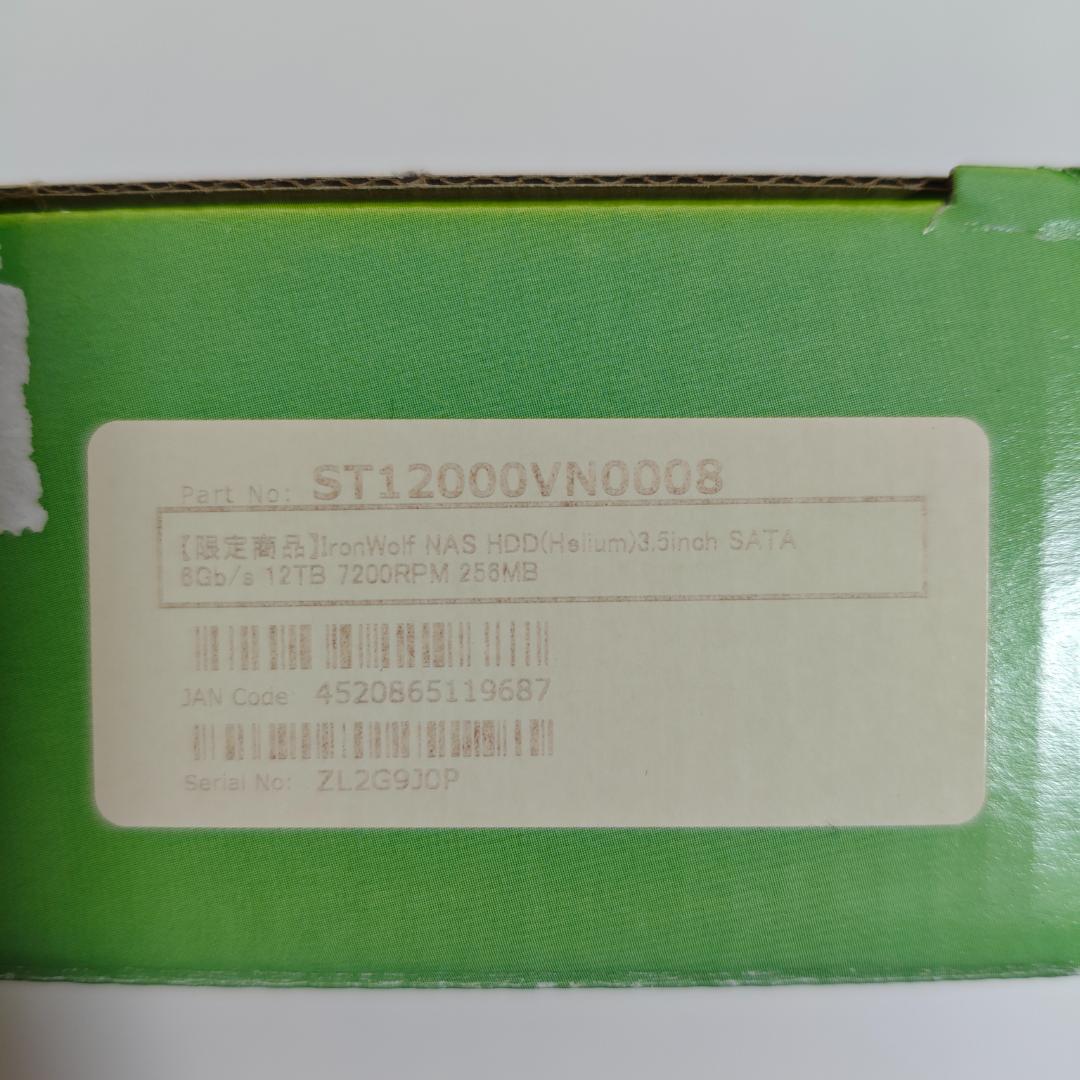 Part No: ST12000VN0008
【限定商品】IronWolf NAS HDD(Helium)3.5inch SATA
6Gb/s 12TB 7200RPM 256MB
JAN Code 4520865119687
Serial No: ZL2G9J0P